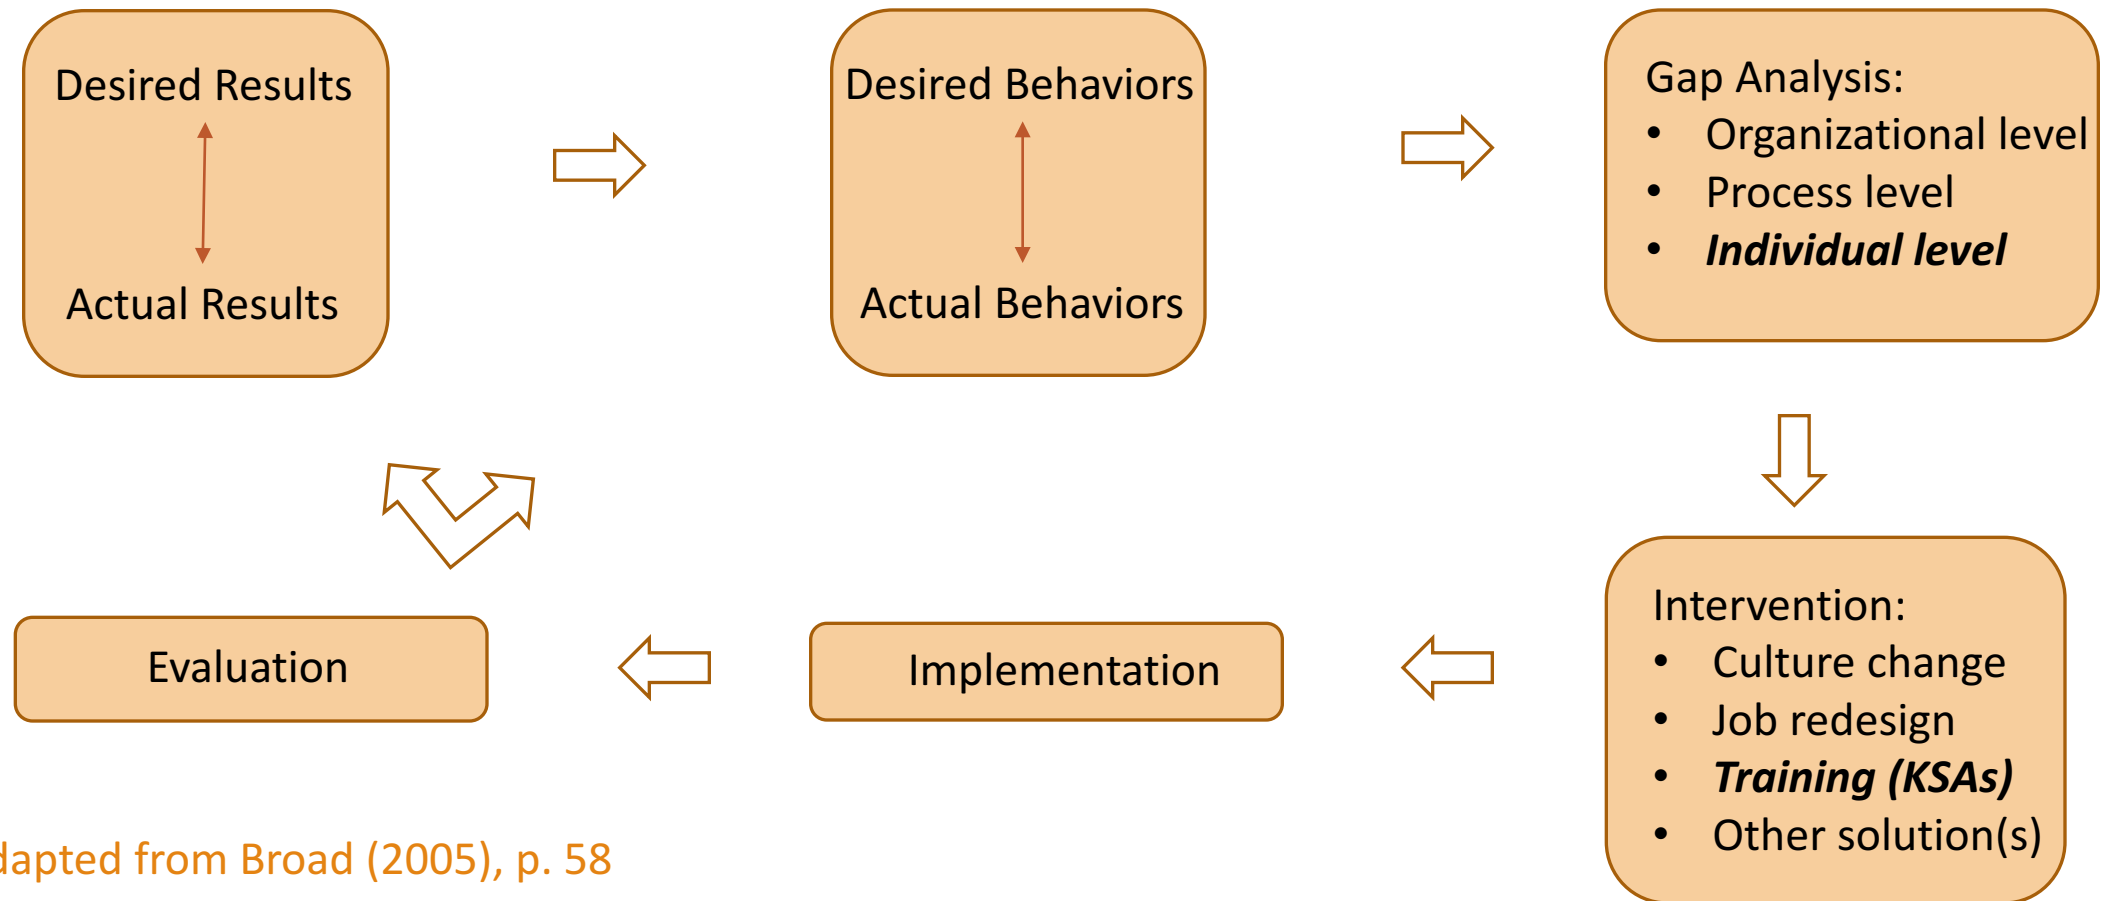 Desired Results
Actual Results
Desired Behaviors
Actual Behaviors
Gap Analysis:
• Organizational level
• Process level
• Individual level
Intervention:
• Culture change
• Job redesign
• Training (KSAs)
• Other solution(s)
Implementation
Evaluation
dapted from Broad (2005), p. 58